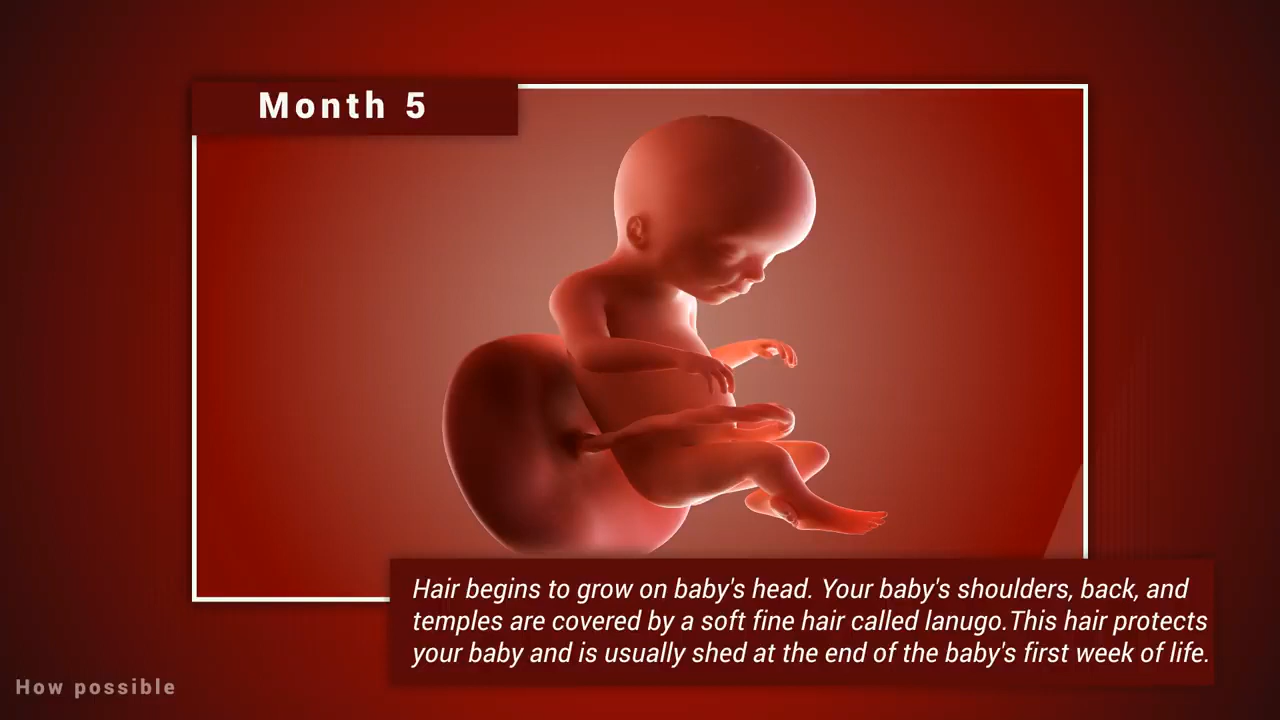 Month 5
Hair begins to grow on baby's head. Your baby's shoulders, back, and
temples are covered by a soft fine hair called lanugo.This hair protects
your baby and is usually shed at the end of the baby's first week of life.
How possible